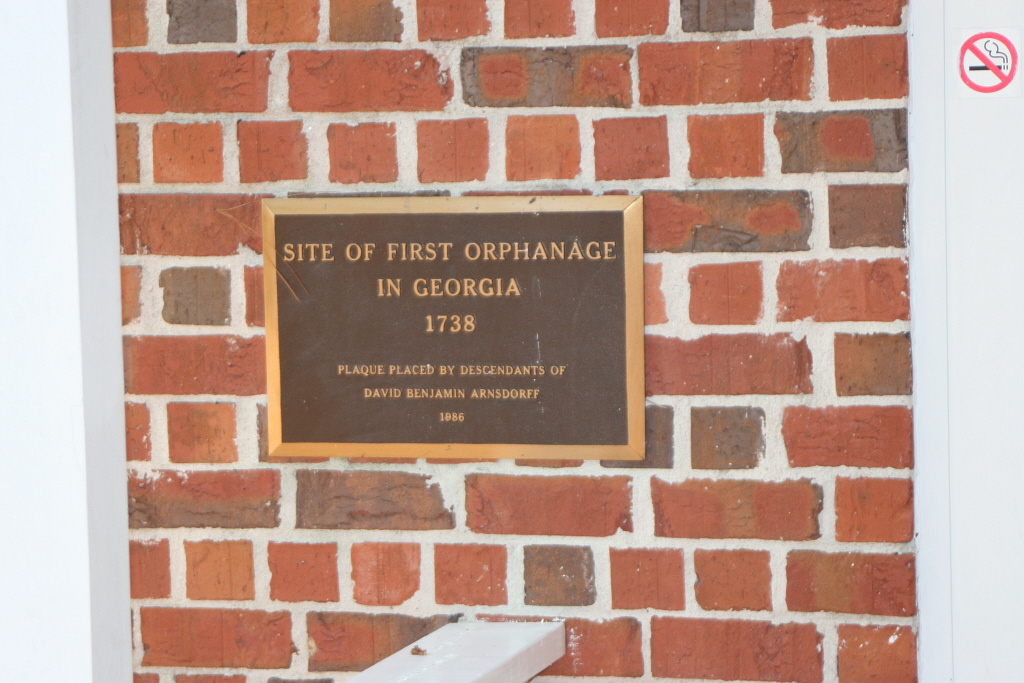 SITE OF FIRST ORPHANAGE
IN GEORGIA
1738
PLAQUE PLACED BY DESCENDANTS OF
DAVID BENJAMIN ARNSDORFF
1986